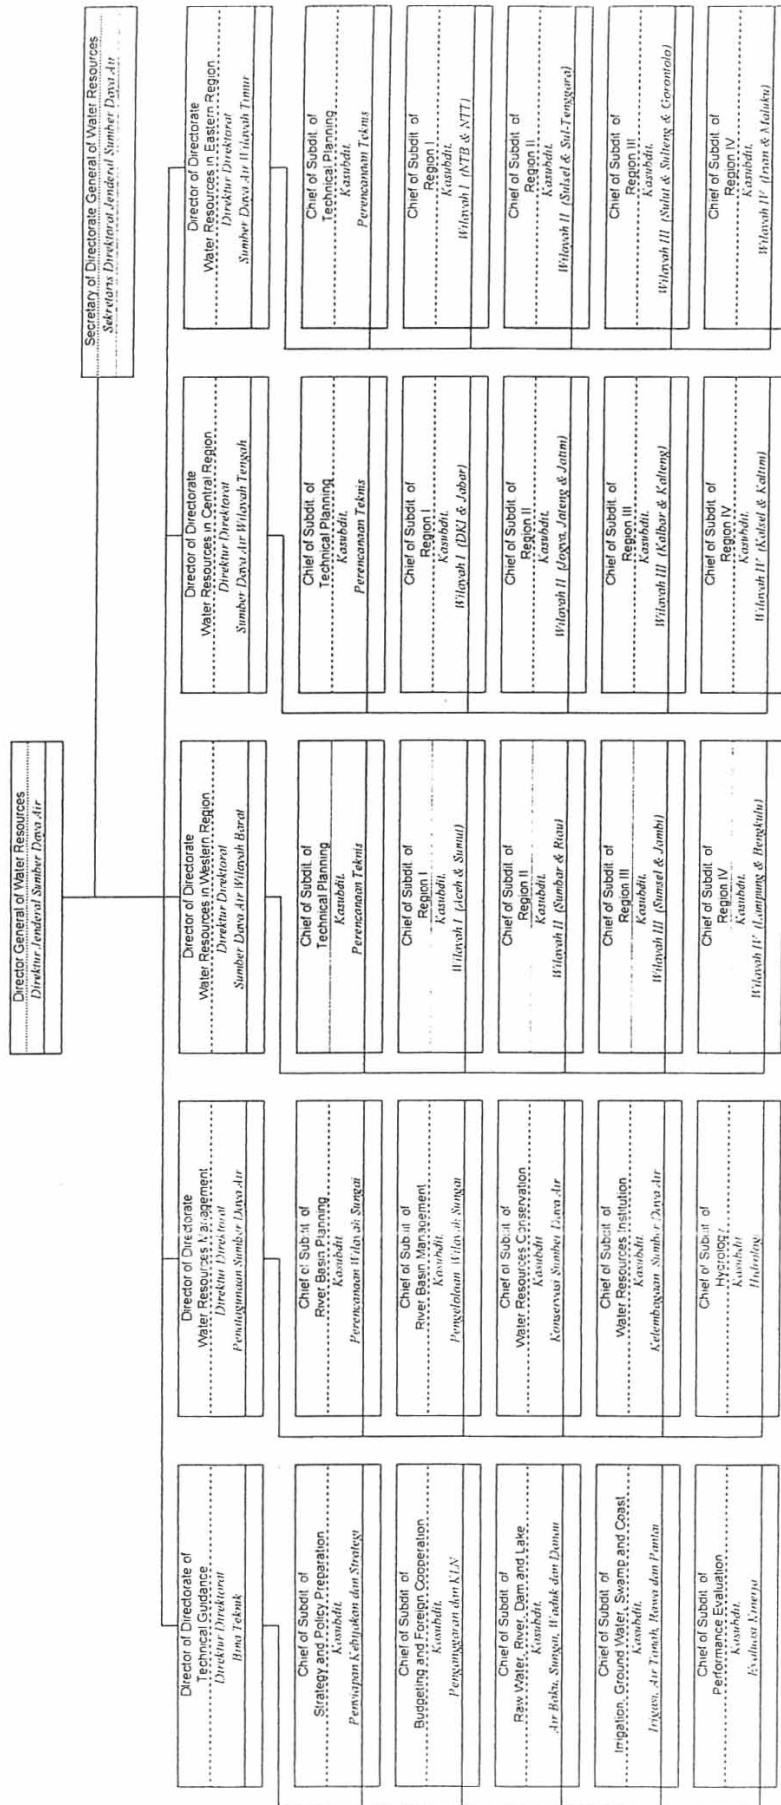 Director General of Water Resources
Direktur Jenderal Sumber Daya Air
Secretary of Directorate General of Water Resources
Sekretaris Direktorat Jenderal Sumber Daya Air
Director of Directorate of
Technical Guidance
Direktur Direktorat
Bina Teknik
Chief of Subdit. of
Strategy and Policy Preparation
Kasubdit.
Penyiapan Kebijakan dan Strategi
Chief of Subdit. of
Budgeting and Foreign Cooperation
Kasubdit.
Penganggaran dan KLN
Chief of Subdit. of
Raw Water, River, Dam and Lake
Kasubdit.
Air Baku, Sungai, Waduk dan Danau
Chief of Subdit. of
Irrigation, Ground Water, Swamp and Coast
Kasubdit.
Irigasi, Air Tanah, Rawa dan Pantai
Chief of Subdit. of
Performance Evaluation
Kasubdit.
Evaluasi Kinerja
Director of Directorate
Water Resources Management
Direktur Direktorat
Penatagunaan Sumber Daya Air
Chief of Subdit. of
River Basin Planning
Kasubdit.
Perencanaan Wilayah Sungai
Chief of Subdit. of
River Basin Management
Kasubdit.
Pengelolaan Wilayah Sungai
Chief of Subdit. of
Water Resources Conservation
Kasubdit.
Konservasi Sumber Daya Air
Chief of Subdit. of
Water Resources Institution
Kasubdit.
Kelembagaan Sumber Daya Air
Chief of Subdit. of
Hydrology
Kasubdit.
Hidrologi
Director of Directorate
Water Resources in Western Region
Direktur Direktorat
Sumber Daya Air Wilayah Barat
Chief of Subdit. of
Technical Planning
Kasubdit.
Perencanaan Teknis
Chief of Subdit. of
Region I
Kasubdit.
Wilayah I (Aceh & Sumut)
Chief of Subdit. of
Region II
Kasubdit.
Wilayah II (Sumbar & Riau)
Chief of Subdit. of
Region III
Kasubdit.
Wilayah III (Sumsel & Jambi)
Chief of Subdit. of
Region IV
Kasubdit.
Wilayah IV (Lampung & Bengkulu)
Director of Directorate
Water Resources in Central Region
Direktur Direktorat
Sumber Daya Air Wilayah Tengah
Chief of Subdit. of
Technical Planning
Kasubdit.
Perencanaan Teknis
Chief of Subdit. of
Region I
Kasubdit.
Wilayah I (DKI & Jabar)
Chief of Subdit. of
Region II
Kasubdit.
Wilayah II (Jogya, Jateng & Jatim)
Chief of Subdit. of
Region III
Kasubdit.
Wilayah III (Kalbar & Kalteng)
Chief of Subdit. of
Region IV
Kasubdit.
Wilayah IV (Kalsel & Kaltim)
Director of Directorate
Water Resources in Eastern Region
Direktur Direktorat
Sumber Daya Air Wilayah Timur
Chief of Subdit. of
Technical Planning
Kasubdit.
Perencanaan Teknis
Chief of Subdit. of
Region I
Kasubdit.
Wilayah I (NTB & NTT)
Chief of Subdit. of
Region II
Kasubdit.
Wilayah II (Sulsel & Sul-Tenggara)
Chief of Subdit. of
Region III
Kasubdit.
Wilayah III (Sulut & Sulteng & Gorontolo)
Chief of Subdit. of
Region IV
Kasubdit.
Wilayah IV (Irian & Maluku)